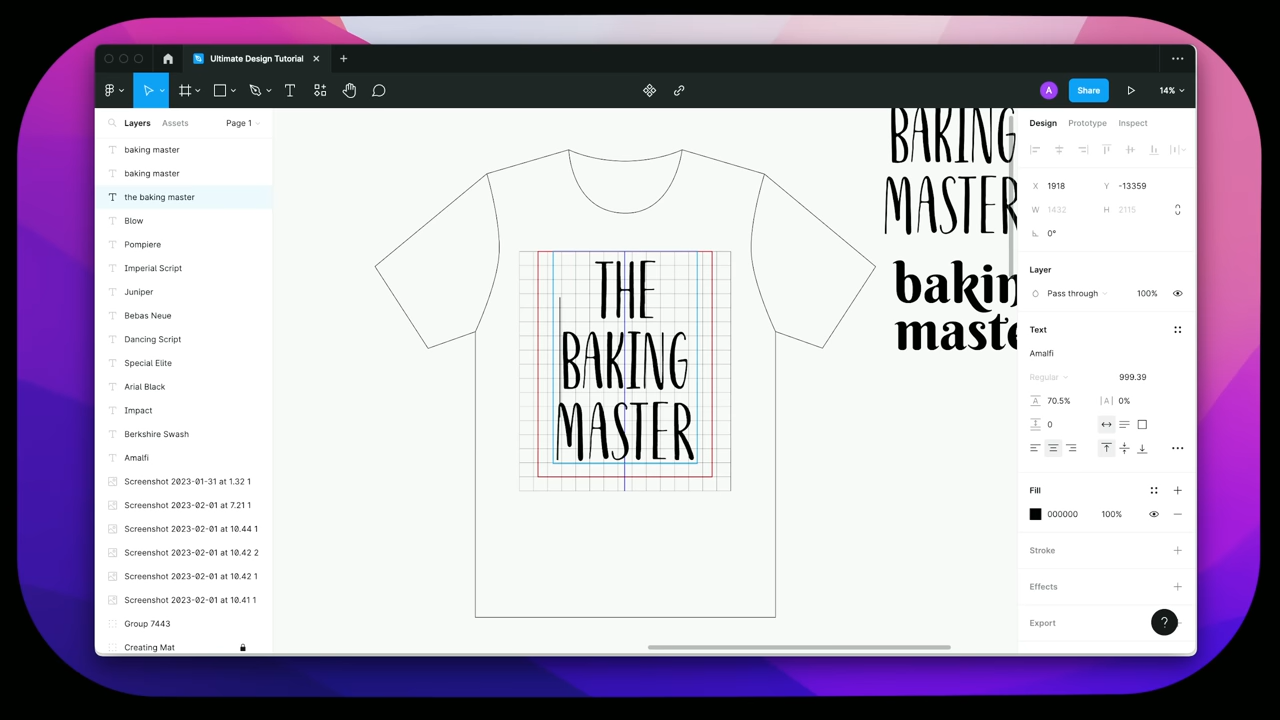 Ultimate Design Tutorial
Share
14%
Layers
Assets
Page 1
baking master
baking master
the baking master
Blow
Pompiere
Imperial Script
Juniper
Bebas Neue
Dancing Script
Special Elite
Arial Black
Impact
Berkshire Swash
Amalfi
Screenshot 2023-01-31 at 1.32 1
Screenshot 2023-02-01 at 7.21 1
Screenshot 2023-02-01 at 10.44 1
Screenshot 2023-02-01 at 10.42 2
Screenshot 2023-02-01 at 10.42 1
Screenshot 2023-02-01 at 10.41 1
Group 7443
Creating Mat
THE
BAKING
MASTER
BAKING
MASTER
bakin
maste
A
Design
Prototype
Inspect
X 1918
Y -13359
W 1432
H 2115
0°
Layer
Pass through
100%
Text
Amalfi
Regular
999.39
70.5%
|A| 0%
0
Fill
000000
100%
Stroke
Effects
Export
?